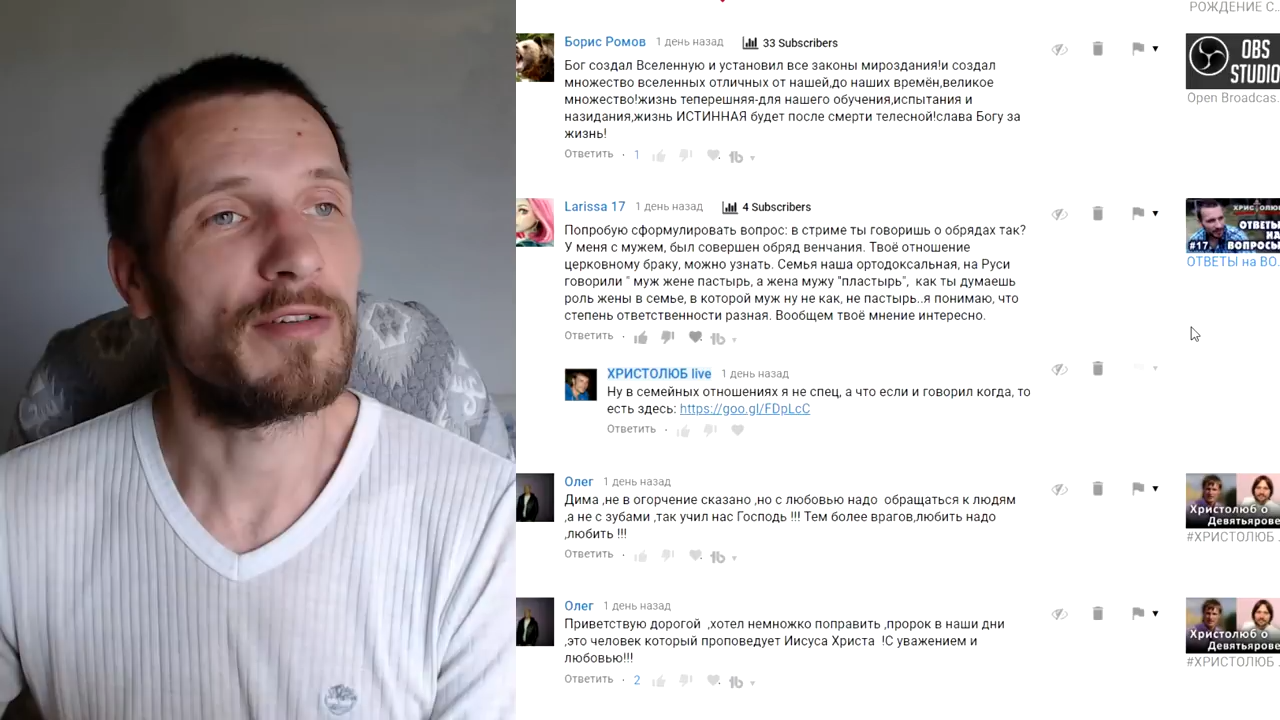 РОЖДЕНИЕ С...
Борис Ромов 1 день назад 33 Subscribers
Бог создал Вселенную и установил все законы мироздания!и создал
множество вселенных отличных от нашей,до наших времён,великое
множество!жизнь теперешняя-для нашего обучения,испытания и
назидания,жизнь ИСТИННАЯ будет после смерти телесной!слава Богу за
жизнь!
Ответить · 1
OBS
STUDIO
Open Broadcas...
Larissa 17 1 день назад 4 Subscribers
Попробую сформулировать вопрос: в стриме ты говоришь о обрядах так?
У меня с мужем, был совершен обряд венчания. Твоё отношение
церковному браку, можно узнать. Семья наша ортодоксальная, на Руси
говорили " муж жене пастырь, а жена мужу "пластырь", как ты думаешь
роль жены в семье, в которой муж ну не как, не пастырь..я понимаю, что
степень ответственности разная. Вообщем твоё мнение интересно.
Ответить ·
ХРИСТОЛЮБ
ОТВЕТЫ
НА
ВОПРОСЫ
#17
ОТВЕТЫ на ВО...
ХРИСТОЛЮБ live 1 день назад
Ну в семейных отношениях я не спец, а что если и говорил когда, то
есть здесь: https://goo.gl/FDpLcC
Ответить ·
Олег 1 день назад
Дима ,не в огорчение сказано ,но с любовью надо обращаться к людям
,а не с зубами ,так учил нас Господь !!! Тем более врагов,любить надо
,любить !!!
Ответить ·
Христолюб о
Девятьярове
#ХРИСТОЛЮБ ...
Олег 1 день назад
Приветствую дорогой ,хотел немножко поправить ,пророк в наши дни
,это человек который проповедует Иисуса Христа !С уважением и
любовью!!!
Ответить · 2
Христолюб о
Девятьярове
#ХРИСТОЛЮБ ...